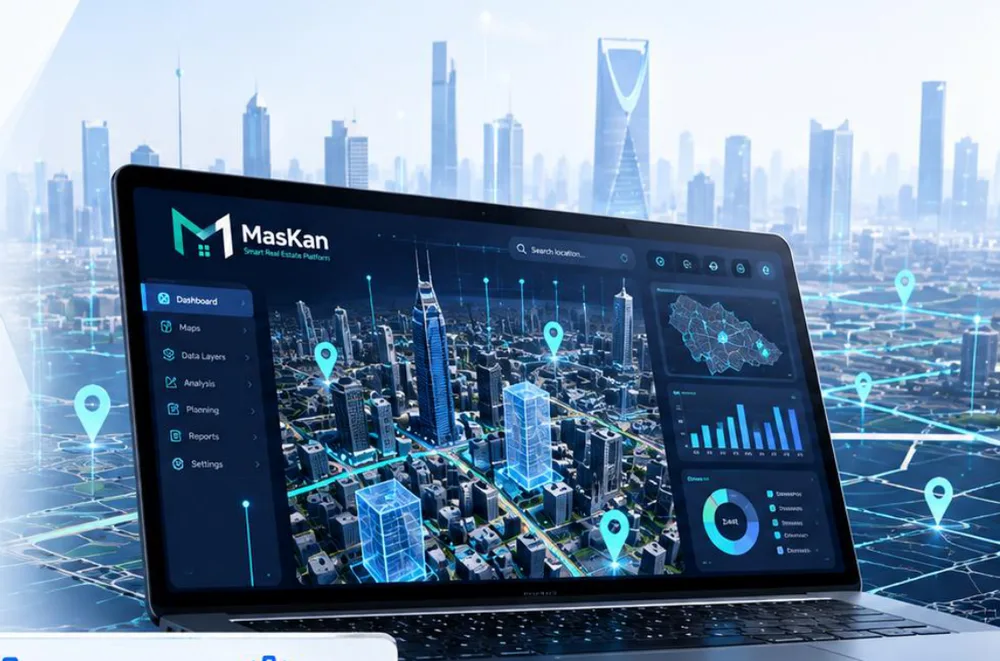 MasKan
Smart Real Estate Platform
Search location...
Dashboard
Maps
Data Layers
Analysis
Planning
Reports
Settings